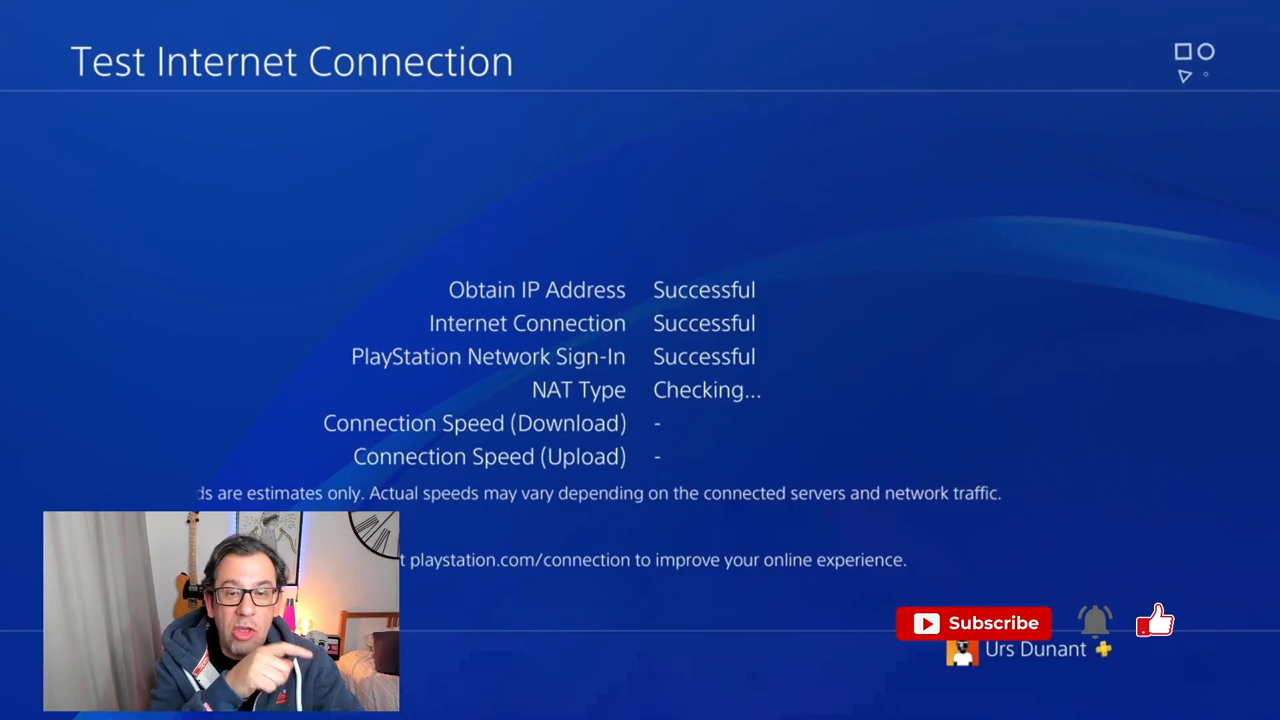 Test Internet Connection
Obtain IP Address Successful
Internet Connection Successful
PlayStation Network Sign-In Successful
NAT Type Checking...
Connection Speed (Download) -
Connection Speed (Upload) -
are estimates only. Actual speeds may vary depending on the connected servers and network traffic.
playstation.com/connection to improve your online experience.
Subscribe
Urs Dunant